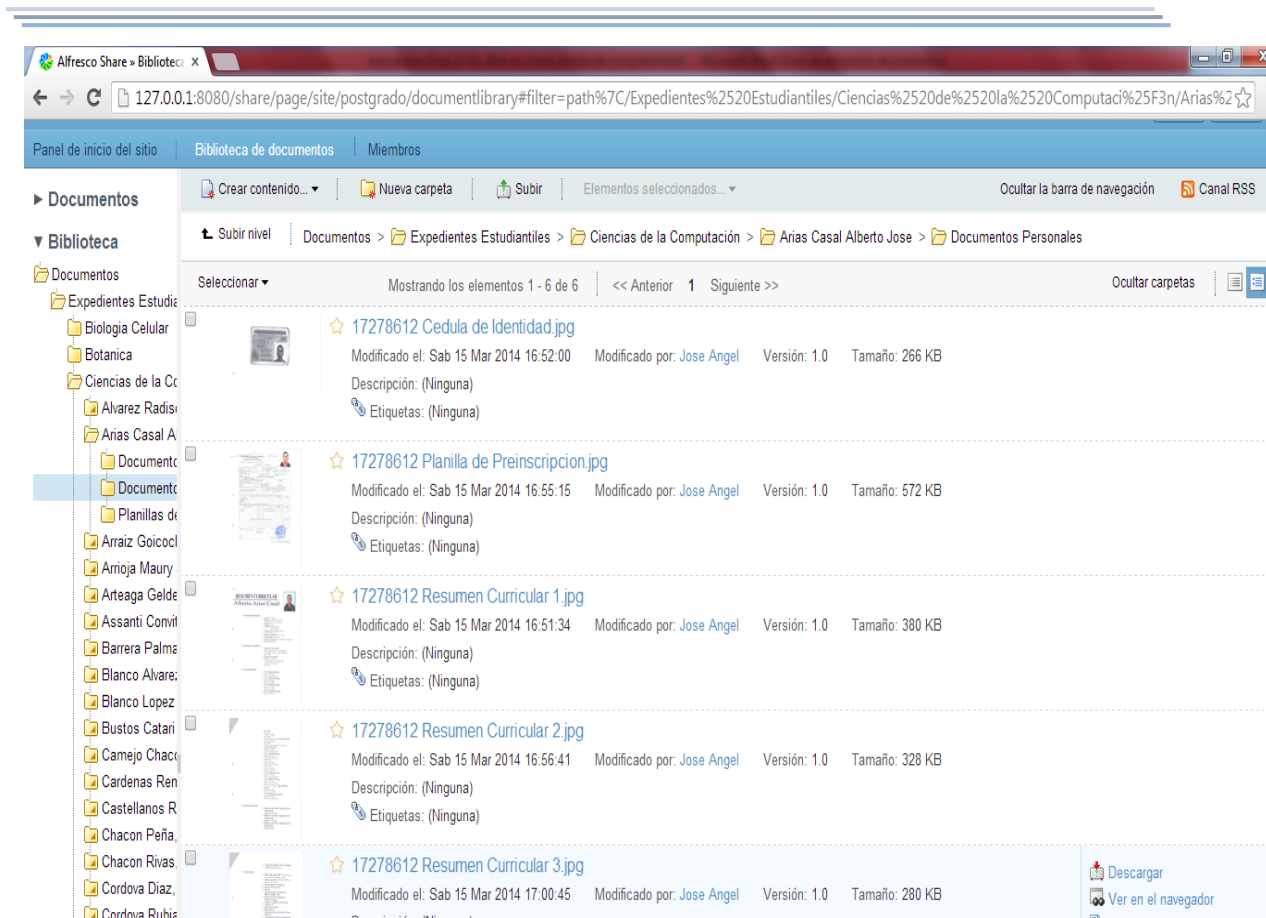 Alfresco Share » Bibliotec
127.0.0.1:8080/share/page/site/postgrado/documentlibrary#filter=path%7C/Expedientes%2520Estudiantiles/Ciencias%2520de%2520la%2520Computaci%25F3n/Arias%2
Panel de inicio del sitio Biblioteca de documentos Miembros
Documentos
Crear contenido... Nueva carpeta Subir Elementos seleccionados... Ocultar la barra de navegación Canal RSS
Biblioteca
Subir nivel Documentos > Expedientes Estudiantiles > Ciencias de la Computación > Arias Casal Alberto Jose > Documentos Personales
Seleccionar Mostrando los elementos 1 - 6 de 6 << Anterior 1 Siguiente >> Ocultar carpetas
Documentos
Expedientes Estudia
Biologia Celular
Botanica
Ciencias de la Co
Alvarez Radis
Arias Casal A
Documento
Documento
Planillas de
Arraiz Goicoc
Arrioja Maury
Arteaga Gelde
Assanti Convit
Barrera Palma
Blanco Alvarez
Blanco Lopez
Bustos Catari
Camejo Chaco
Cardenas Ren
Castellanos R
Chacon Peña,
Chacon Rivas,
Cordova Diaz,
Cordova Rubia
17278612 Cedula de Identidad.jpg
Modificado el: Sab 15 Mar 2014 16:52:00 Modificado por: Jose Angel Versión: 1.0 Tamaño: 266 KB
Descripción: (Ninguna)
Etiquetas: (Ninguna)
17278612 Planilla de Preinscripcion.jpg
Modificado el: Sab 15 Mar 2014 16:55:15 Modificado por: Jose Angel Versión: 1.0 Tamaño: 572 KB
Descripción: (Ninguna)
Etiquetas: (Ninguna)
RESUMEN CURRICULAR
Alberto Arias Casal
17278612 Resumen Curricular 1.jpg
Modificado el: Sab 15 Mar 2014 16:51:34 Modificado por: Jose Angel Versión: 1.0 Tamaño: 380 KB
Descripción: (Ninguna)
Etiquetas: (Ninguna)
17278612 Resumen Curricular 2.jpg
Modificado el: Sab 15 Mar 2014 16:56:41 Modificado por: Jose Angel Versión: 1.0 Tamaño: 328 KB
Descripción: (Ninguna)
Etiquetas: (Ninguna)
17278612 Resumen Curricular 3.jpg
Modificado el: Sab 15 Mar 2014 17:00:45 Modificado por: Jose Angel Versión: 1.0 Tamaño: 280 KB
Descargar
Ver en el navegador